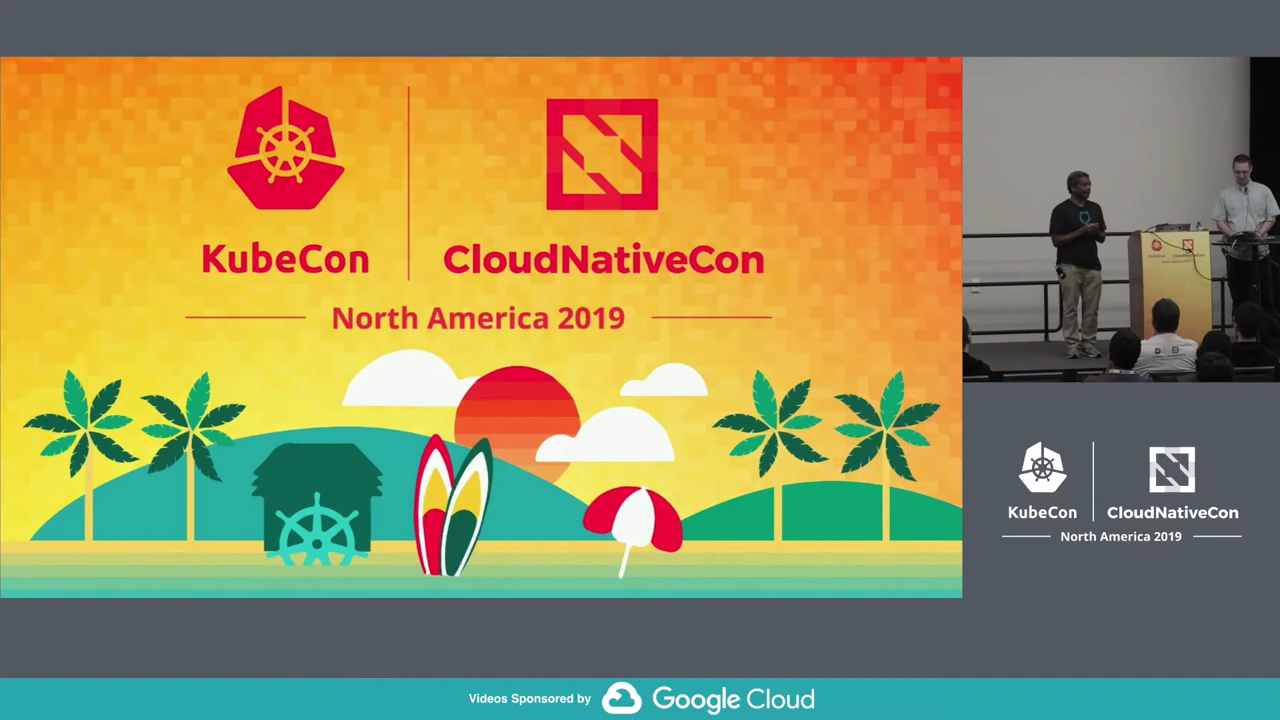 KubeCon
CloudNativeCon
North America 2019
KubeCon
CloudNativeCon
North America 2019
Videos Sponsored by
Google Cloud